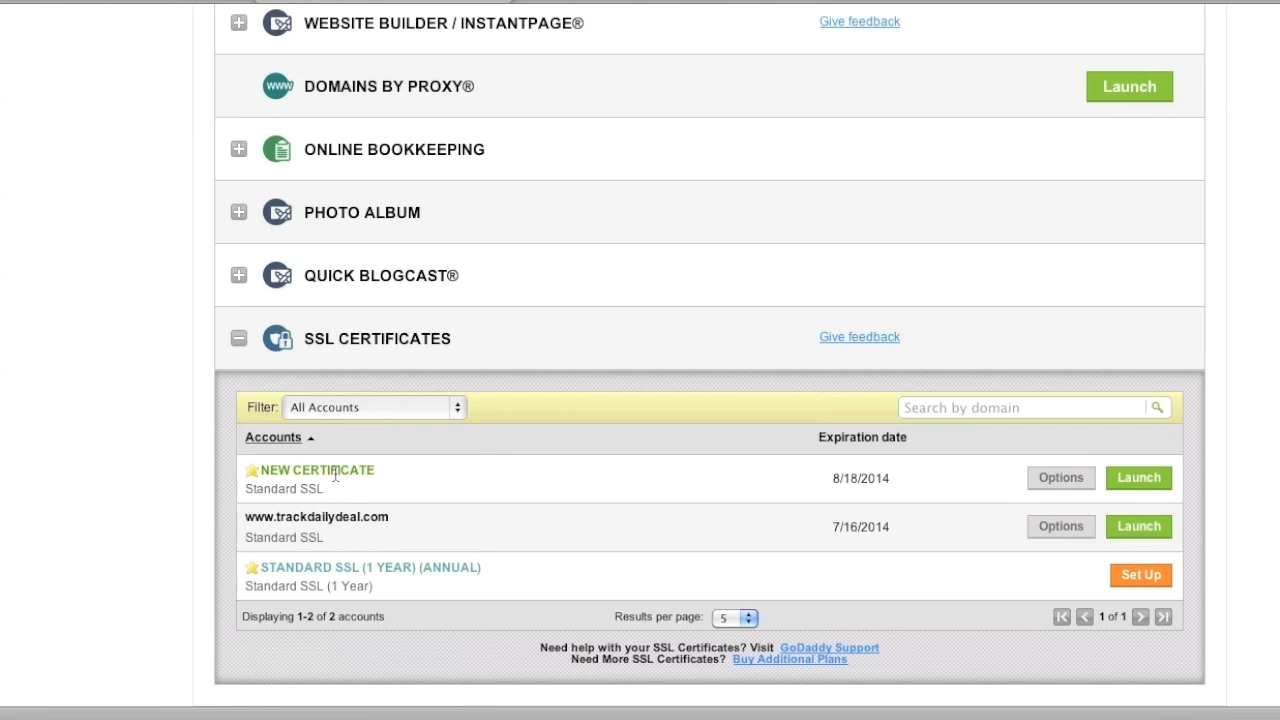 WEBSITE BUILDER / INSTANTPAGE®
Give feedback
www
DOMAINS BY PROXY®
Launch
ONLINE BOOKKEEPING
PHOTO ALBUM
QUICK BLOGCAST®
SSL CERTIFICATES
Give feedback
Filter: All Accounts
Search by domain
Accounts
Expiration date
NEW CERTIFICATE
Standard SSL
8/18/2014
Options
Launch
www.trackdailydeal.com
Standard SSL
7/16/2014
Options
Launch
STANDARD SSL (1 YEAR) (ANNUAL)
Standard SSL (1 Year)
Set Up
Displaying 1-2 of 2 accounts
Results per page: 5
1 of 1
Need help with your SSL Certificates? Visit GoDaddy Support
Need More SSL Certificates? Buy Additional Plans